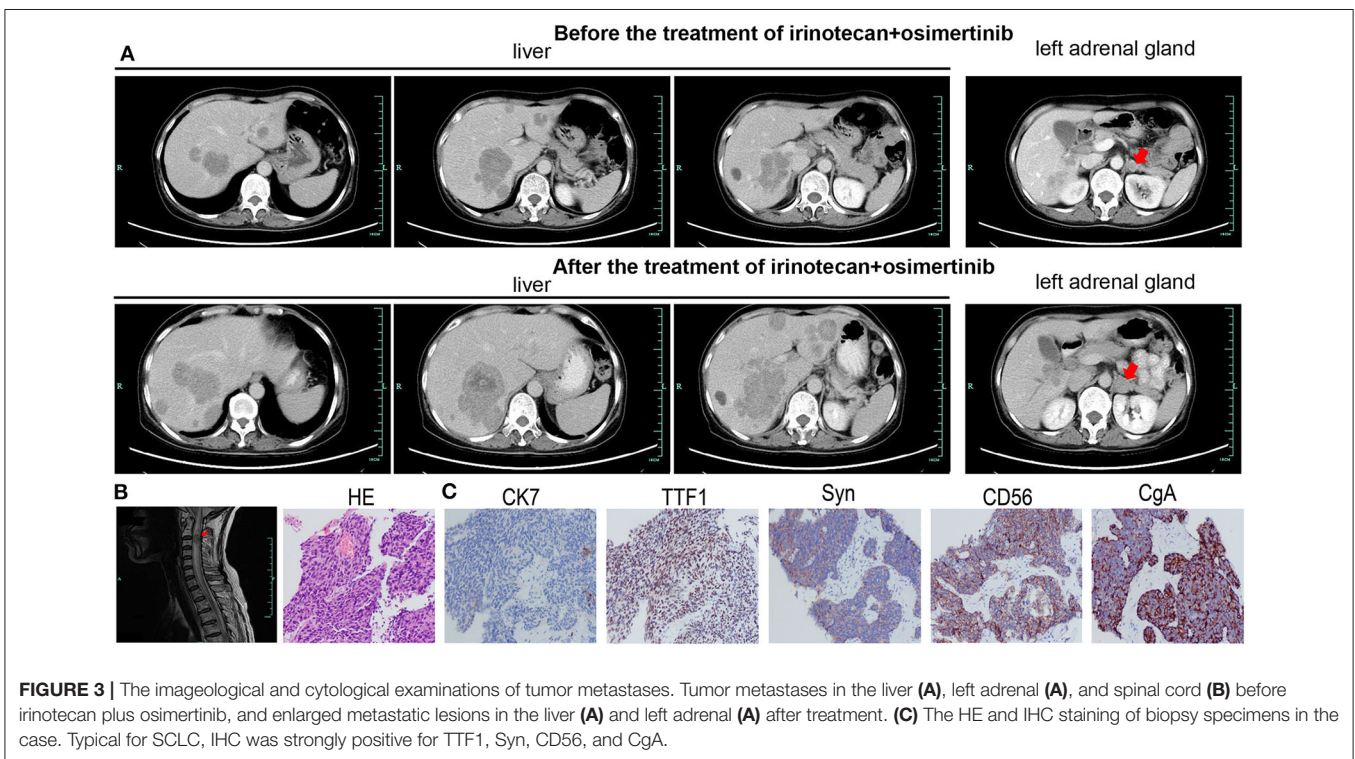 Before the treatment of irinotecan+osimertinib
A
liver
left adrenal gland
R
L
R
L
R
L
R
L
After the treatment of irinotecan+osimertinib
liver
left adrenal gland
R
L
R
L
R
L
R
L
B
HE
C
CK7
TTF1
Syn
CD56
CgA
A
FIGURE 3 | The imageological and cytological examinations of tumor metastases. Tumor metastases in the liver (A), left adrenal (A), and spinal cord (B) before
irinotecan plus osimertinib, and enlarged metastatic lesions in the liver (A) and left adrenal (A) after treatment. (C) The HE and IHC staining of biopsy specimens in the
case. Typical for SCLC, IHC was strongly positive for TTF1, Syn, CD56, and CgA.